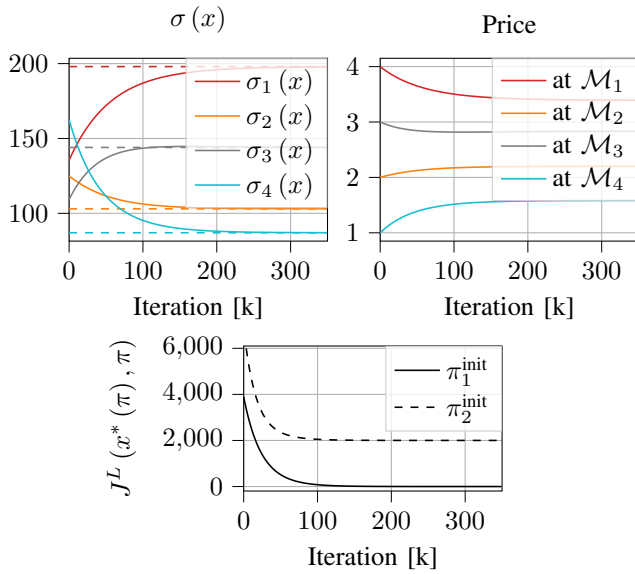 σ (x)
200
150
100
σ₁ (x)
σ₂ (x)
σ₃ (x)
σ₄ (x)
0 100 200 300
Iteration [k]
Price
4
3
2
1
at ℳ₁
at ℳ₂
at ℳ₃
at ℳ₄
0 100 200 300
Iteration [k]
J^L (x* (π) , π)
6,000
4,000
2,000
0
π₁^init
π₂^init
0 100 200 300
Iteration [k]